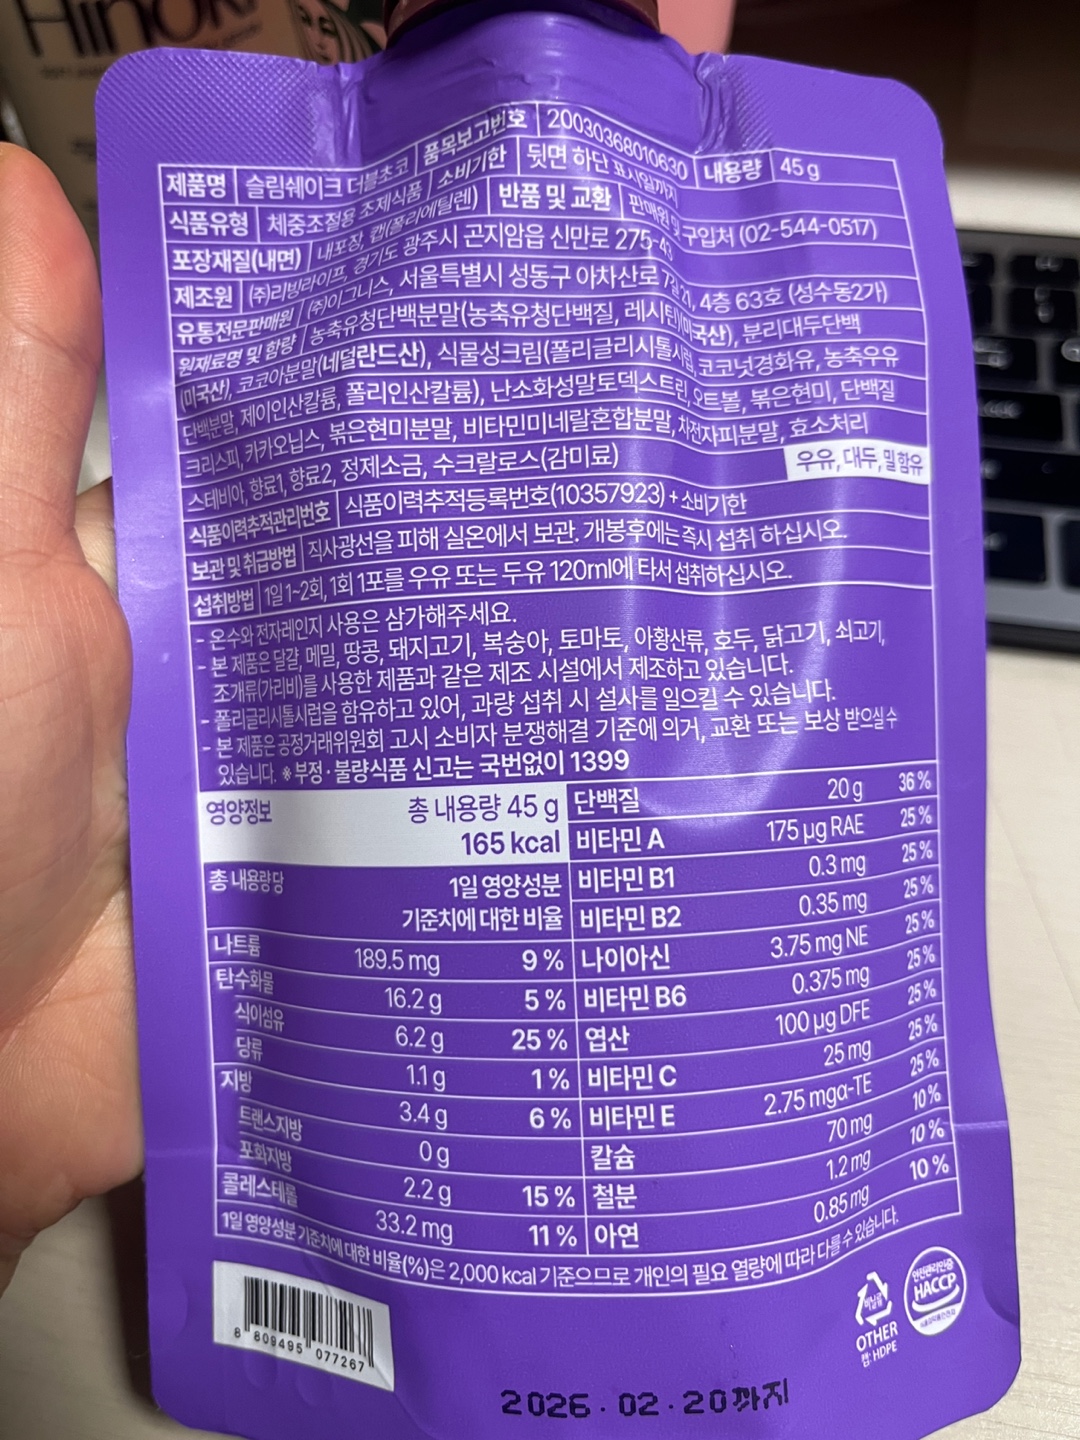 Hinoki
품목보고번호 20030368010630 내용량 45 g
제품명 슬림쉐이크 더블초코 소비기한 뒷면 하단 표시일까지
식품유형 체중조절용 조제식품 반품 및 교환 판매원 및 구입처 (02-544-0517)
포장재질(내면) 내포장, 캡(폴리에틸렌)
제조원 (주)리빙라이프, 경기도 광주시 곤지암읍 신만로 275-43
유통전문판매원 (주)이그니스, 서울특별시 성동구 아차산로 7길 21, 4층 63호 (성수동2가)
원재료명 및 함량 농축유청단백분말(농축유청단백질, 레시틴)(미국산), 분리대두단백
(미국산), 코코아분말(네덜란드산), 식물성크림(폴리글리시톨시럽, 코코넛경화유, 농축우유
단백분말, 제이인산칼륨, 폴리인산칼륨), 난소화성말토덱스트린, 오트볼, 볶은현미, 단백질
크리스피, 카카오닙스, 볶은현미분말, 비타민미네랄혼합분말, 차전자피분말, 효소처리
스테비아, 향료1, 향료2, 정제소금, 수크랄로스(감미료) 우유, 대두, 밀 함유
식품이력추적관리번호 식품이력추적등록번호(10357923) + 소비기한
보관 및 취급방법 직사광선을 피해 실온에서 보관. 개봉후에는 즉시 섭취 하십시오.
섭취방법 1일 1~2회, 1회 1포를 우유 또는 두유 120ml에 타서 섭취하십시오.
- 온수와 전자레인지 사용은 삼가해주세요.
- 본 제품은 달걀, 메밀, 땅콩, 돼지고기, 복숭아, 토마토, 아황산류, 호두, 닭고기, 쇠고기,
조개류(가리비)를 사용한 제품과 같은 제조 시설에서 제조하고 있습니다.
- 폴리글리시톨시럽을 함유하고 있어, 과량 섭취 시 설사를 일으킬 수 있습니다.
- 본 제품은 공정거래위원회 고시 소비자 분쟁해결 기준에 의거, 교환 또는 보상 받으실 수
있습니다. ※ 부정·불량식품 신고는 국번없이 1399
영양정보 총 내용량 45 g
165 kcal
총 내용량당 1일 영양성분
기준치에 대한 비율
나트륨 189.5 mg 9 %
탄수화물 16.2 g 5 %
식이섬유 6.2 g 25 %
당류 1.1 g 1 %
지방 3.4 g 6 %
트랜스지방 0 g
포화지방 2.2 g 15 %
콜레스테롤 33.2 mg 11 %
단백질 20 g 36 %
비타민 A 175 μg RAE 25 %
비타민 B1 0.3 mg 25 %
비타민 B2 0.35 mg 25 %
나이아신 3.75 mg NE 25 %
비타민 B6 0.375 mg 25 %
엽산 100 μg DFE 25 %
비타민 C 25 mg 25 %
비타민 E 2.75 mgα-TE 25 %
칼슘 70 mg 10 %
철분 1.2 mg 10 %
아연 0.85 mg 10 %
1일 영양성분 기준치에 대한 비율(%)은 2,000 kcal 기준으므로 개인의 필요 열량에 따라 다를 수 있습니다.
8 809495 077267
비닐류
OTHER
캡: HDPE
안전관리인증
HACCP
식품의약품안전처
2026.02.20까지